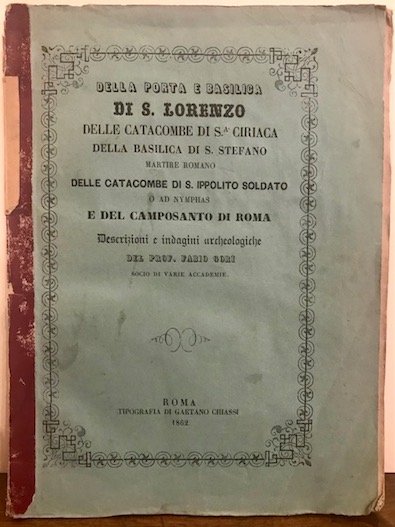 DELLA PORTA E BASILICA
DI S. LORENZO
DELLE CATACOMBE DI S.A CIRIACA
DELLA BASILICA DI S. STEFANO
MARTIRE ROMANO
DELLE CATACOMBE DI S. IPPOLITO SOLDATO
O AD NYMPHAS
E DEL CAMPOSANTO DI ROMA
Descrizioni e indagini archeologiche
DEL PROF. FABIO GORI
SOCIO DI VARIE ACCADEMIE.
ROMA
TIPOGRAFIA DI GAETANO CHIASSI
1862